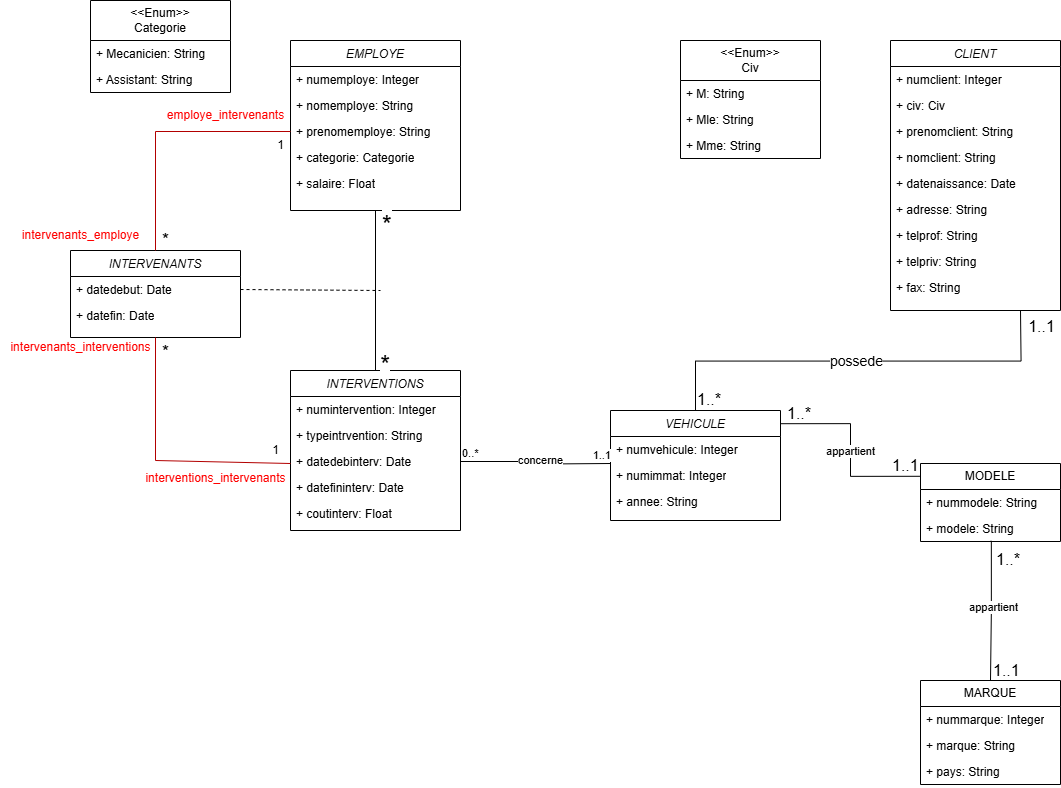 <<Enum>>
Categorie
+ Mecanicien: String
+ Assistant: String
EMPLOYE
+ numemploye: Integer
+ nomemploye: String
+ prenomemploye: String
+ categorie: Categorie
+ salaire: Float
<<Enum>>
Civ
+ M: String
+ Mle: String
+ Mme: String
CLIENT
+ numclient: Integer
+ civ: Civ
+ prenomclient: String
+ nomclient: String
+ datenaissance: Date
+ adresse: String
+ telprof: String
+ telpriv: String
+ fax: String
employe_intervenants
1
*
intervenants_employe
*
INTERVENANTS
+ datedebut: Date
+ datefin: Date
intervenants_interventions
*
*
1..1
possede
1..*
INTERVENTIONS
+ numintervention: Integer
+ typeintrvention: String
+ datedebinterv: Date
+ datefininterv: Date
+ coutinterv: Float
1
interventions_intervenants
0..*
concerne
1..1
VEHICULE
+ numvehicule: Integer
+ numimmat: Integer
+ annee: String
1..*
appartient
1..1
MODELE
+ nummodele: String
+ modele: String
1..*
appartient
1..1
MARQUE
+ nummarque: Integer
+ marque: String
+ pays: String